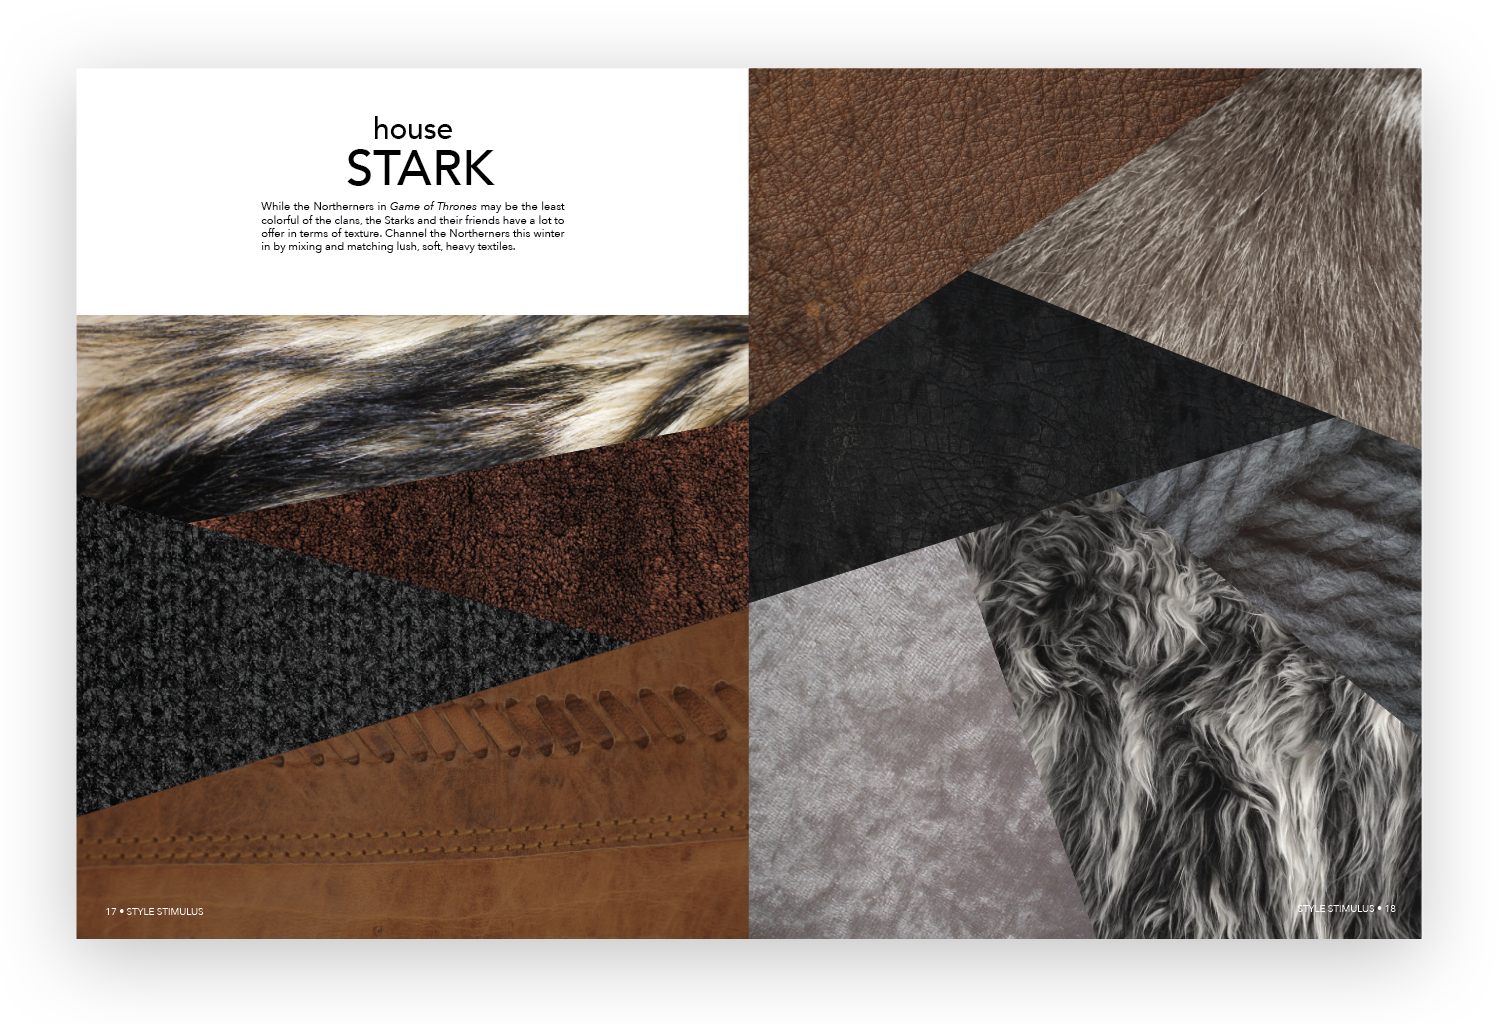 house
STARK
While the Northerners in Game of Thrones may be the least
colorful of the clans, the Starks and their friends have a lot to
offer in terms of texture. Channel the Northerners this winter
in by mixing and matching lush, soft, heavy textiles.
17 • STYLE STIMULUS
STYLE STIMULUS • 18